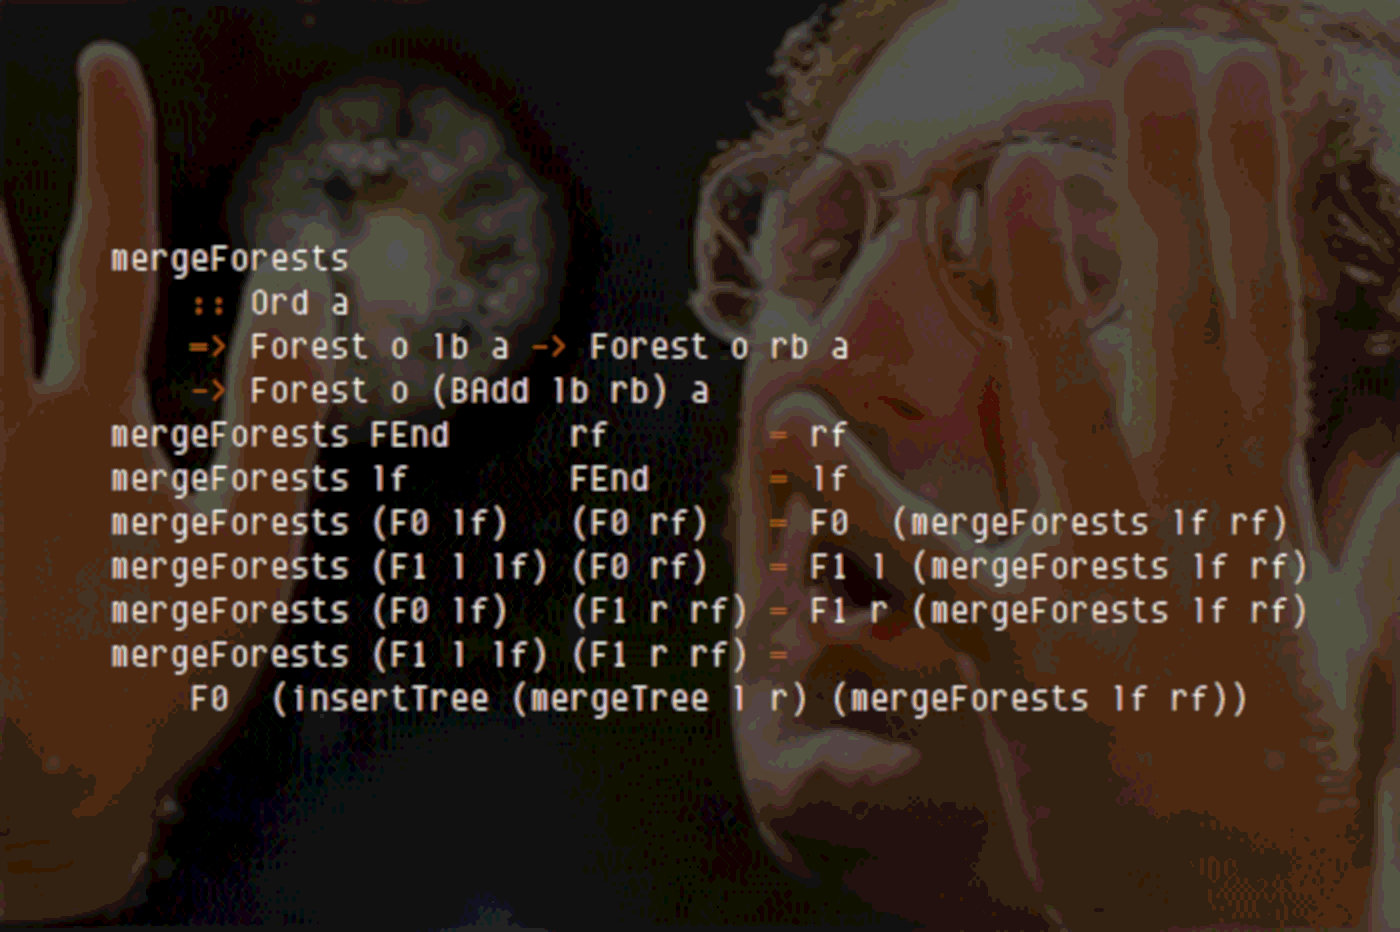 mergeForests
    :: Ord a
    => Forest o lb a -> Forest o rb a
    -> Forest o (BAdd lb rb) a
mergeForests FEnd      rf        = rf
mergeForests lf        FEnd      = lf
mergeForests (F0 lf)   (F0 rf)   = F0  (mergeForests lf rf)
mergeForests (F1 l lf) (F0 rf)   = F1 l (mergeForests lf rf)
mergeForests (F0 lf)   (F1 r rf) = F1 r (mergeForests lf rf)
mergeForests (F1 l lf) (F1 r rf) =
    F0  (insertTree (mergeTree l r) (mergeForests lf rf))